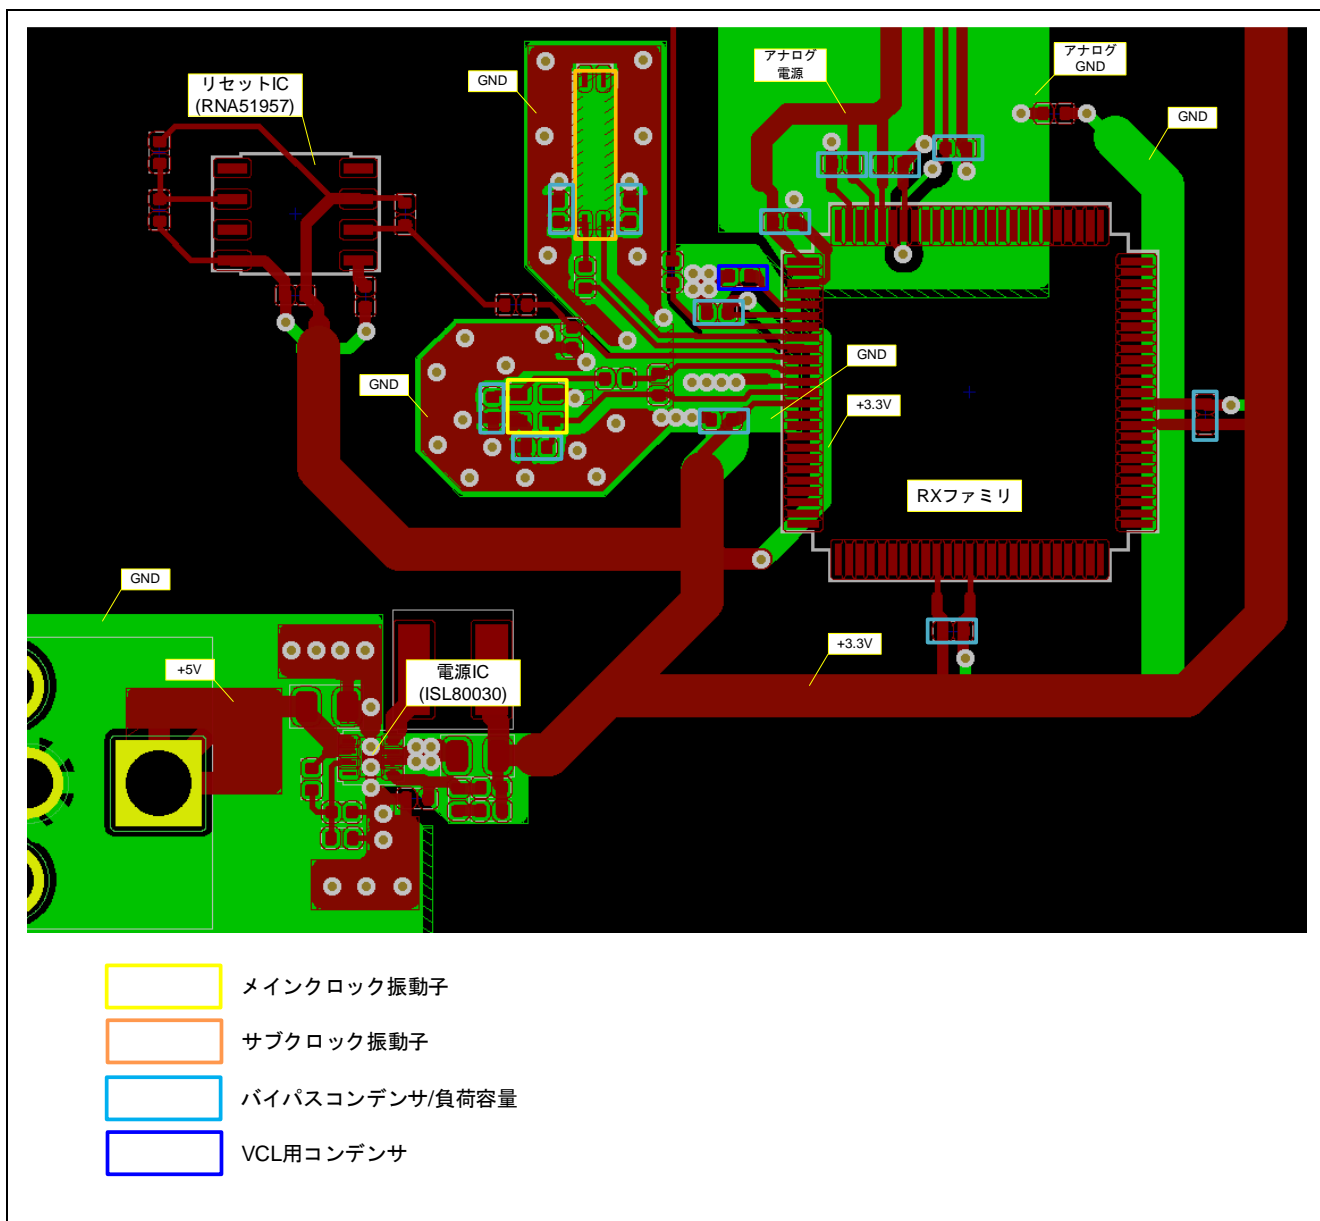 アナログ
電源
アナログ
GND
リセットIC
(RNA51957)
GND
GND
GND
GND
+3.3V
RXファミリ
GND
+3.3V
+5V
電源IC
(ISL80030)
メインクロック振動子
サブクロック振動子
バイパスコンデンサ/負荷容量
VCL用コンデンサ